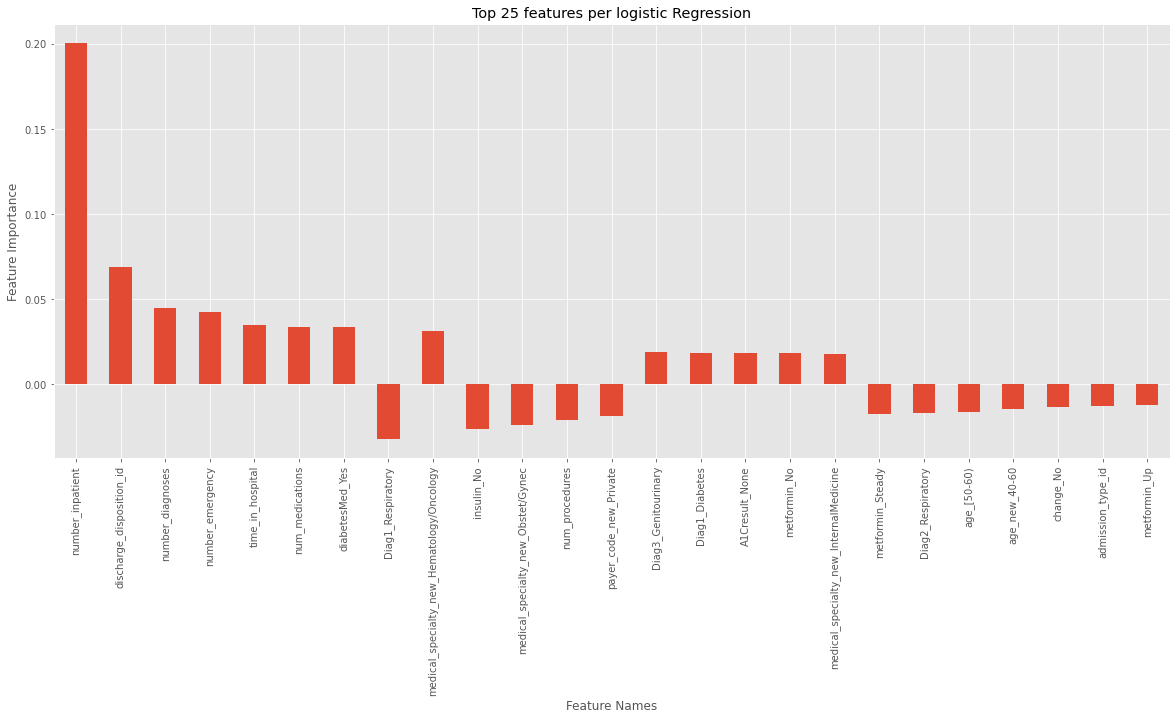 Top 25 features per logistic Regression
Feature Importance
0.20
0.15
0.10
0.05
0.00
number_inpatient
discharge_disposition_id
number_diagnoses
number_emergency
time_in_hospital
num_medications
diabetesMed_Yes
Diag1_Respiratory
medical_specialty_new_Hematology/Oncology
insulin_No
medical_specialty_new_Obstet/Gynec
num_procedures
payer_code_new_Private
Diag3_Genitourinary
Diag1_Diabetes
A1Cresult_None
metformin_No
medical_specialty_new_InternalMedicine
metformin_Steady
Diag2_Respiratory
age_[50-60)
age_new_40-60
change_No
admission_type_id
metformin_Up
Feature Names